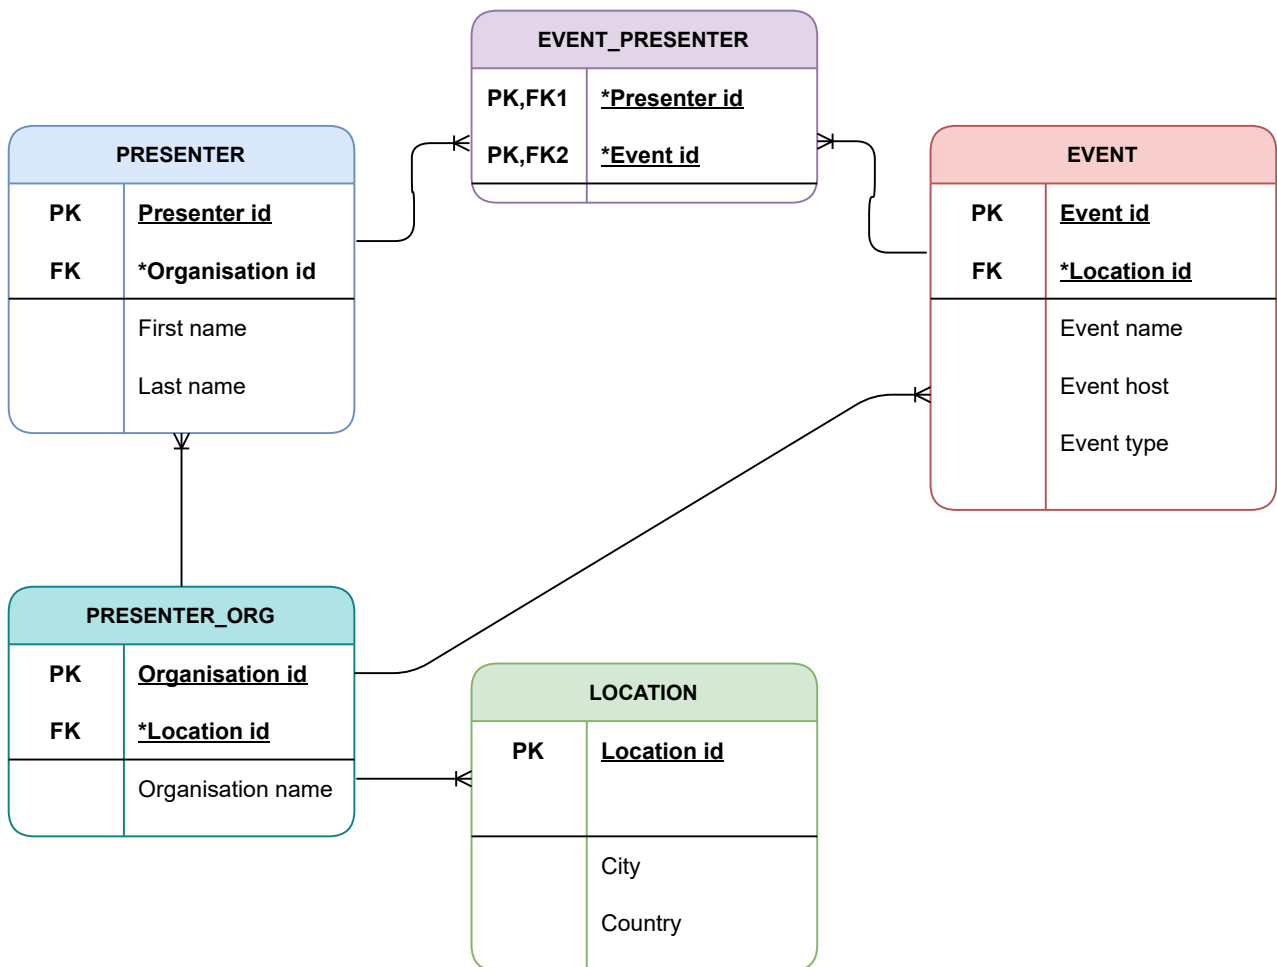 EVENT_PRESENTER
PK,FK1 *Presenter id
PK,FK2 *Event id
PRESENTER
PK Presenter id
FK *Organisation id
First name
Last name
EVENT
PK Event id
FK *Location id
Event name
Event host
Event type
PRESENTER_ORG
PK Organisation id
FK *Location id
Organisation name
LOCATION
PK Location id
City
Country